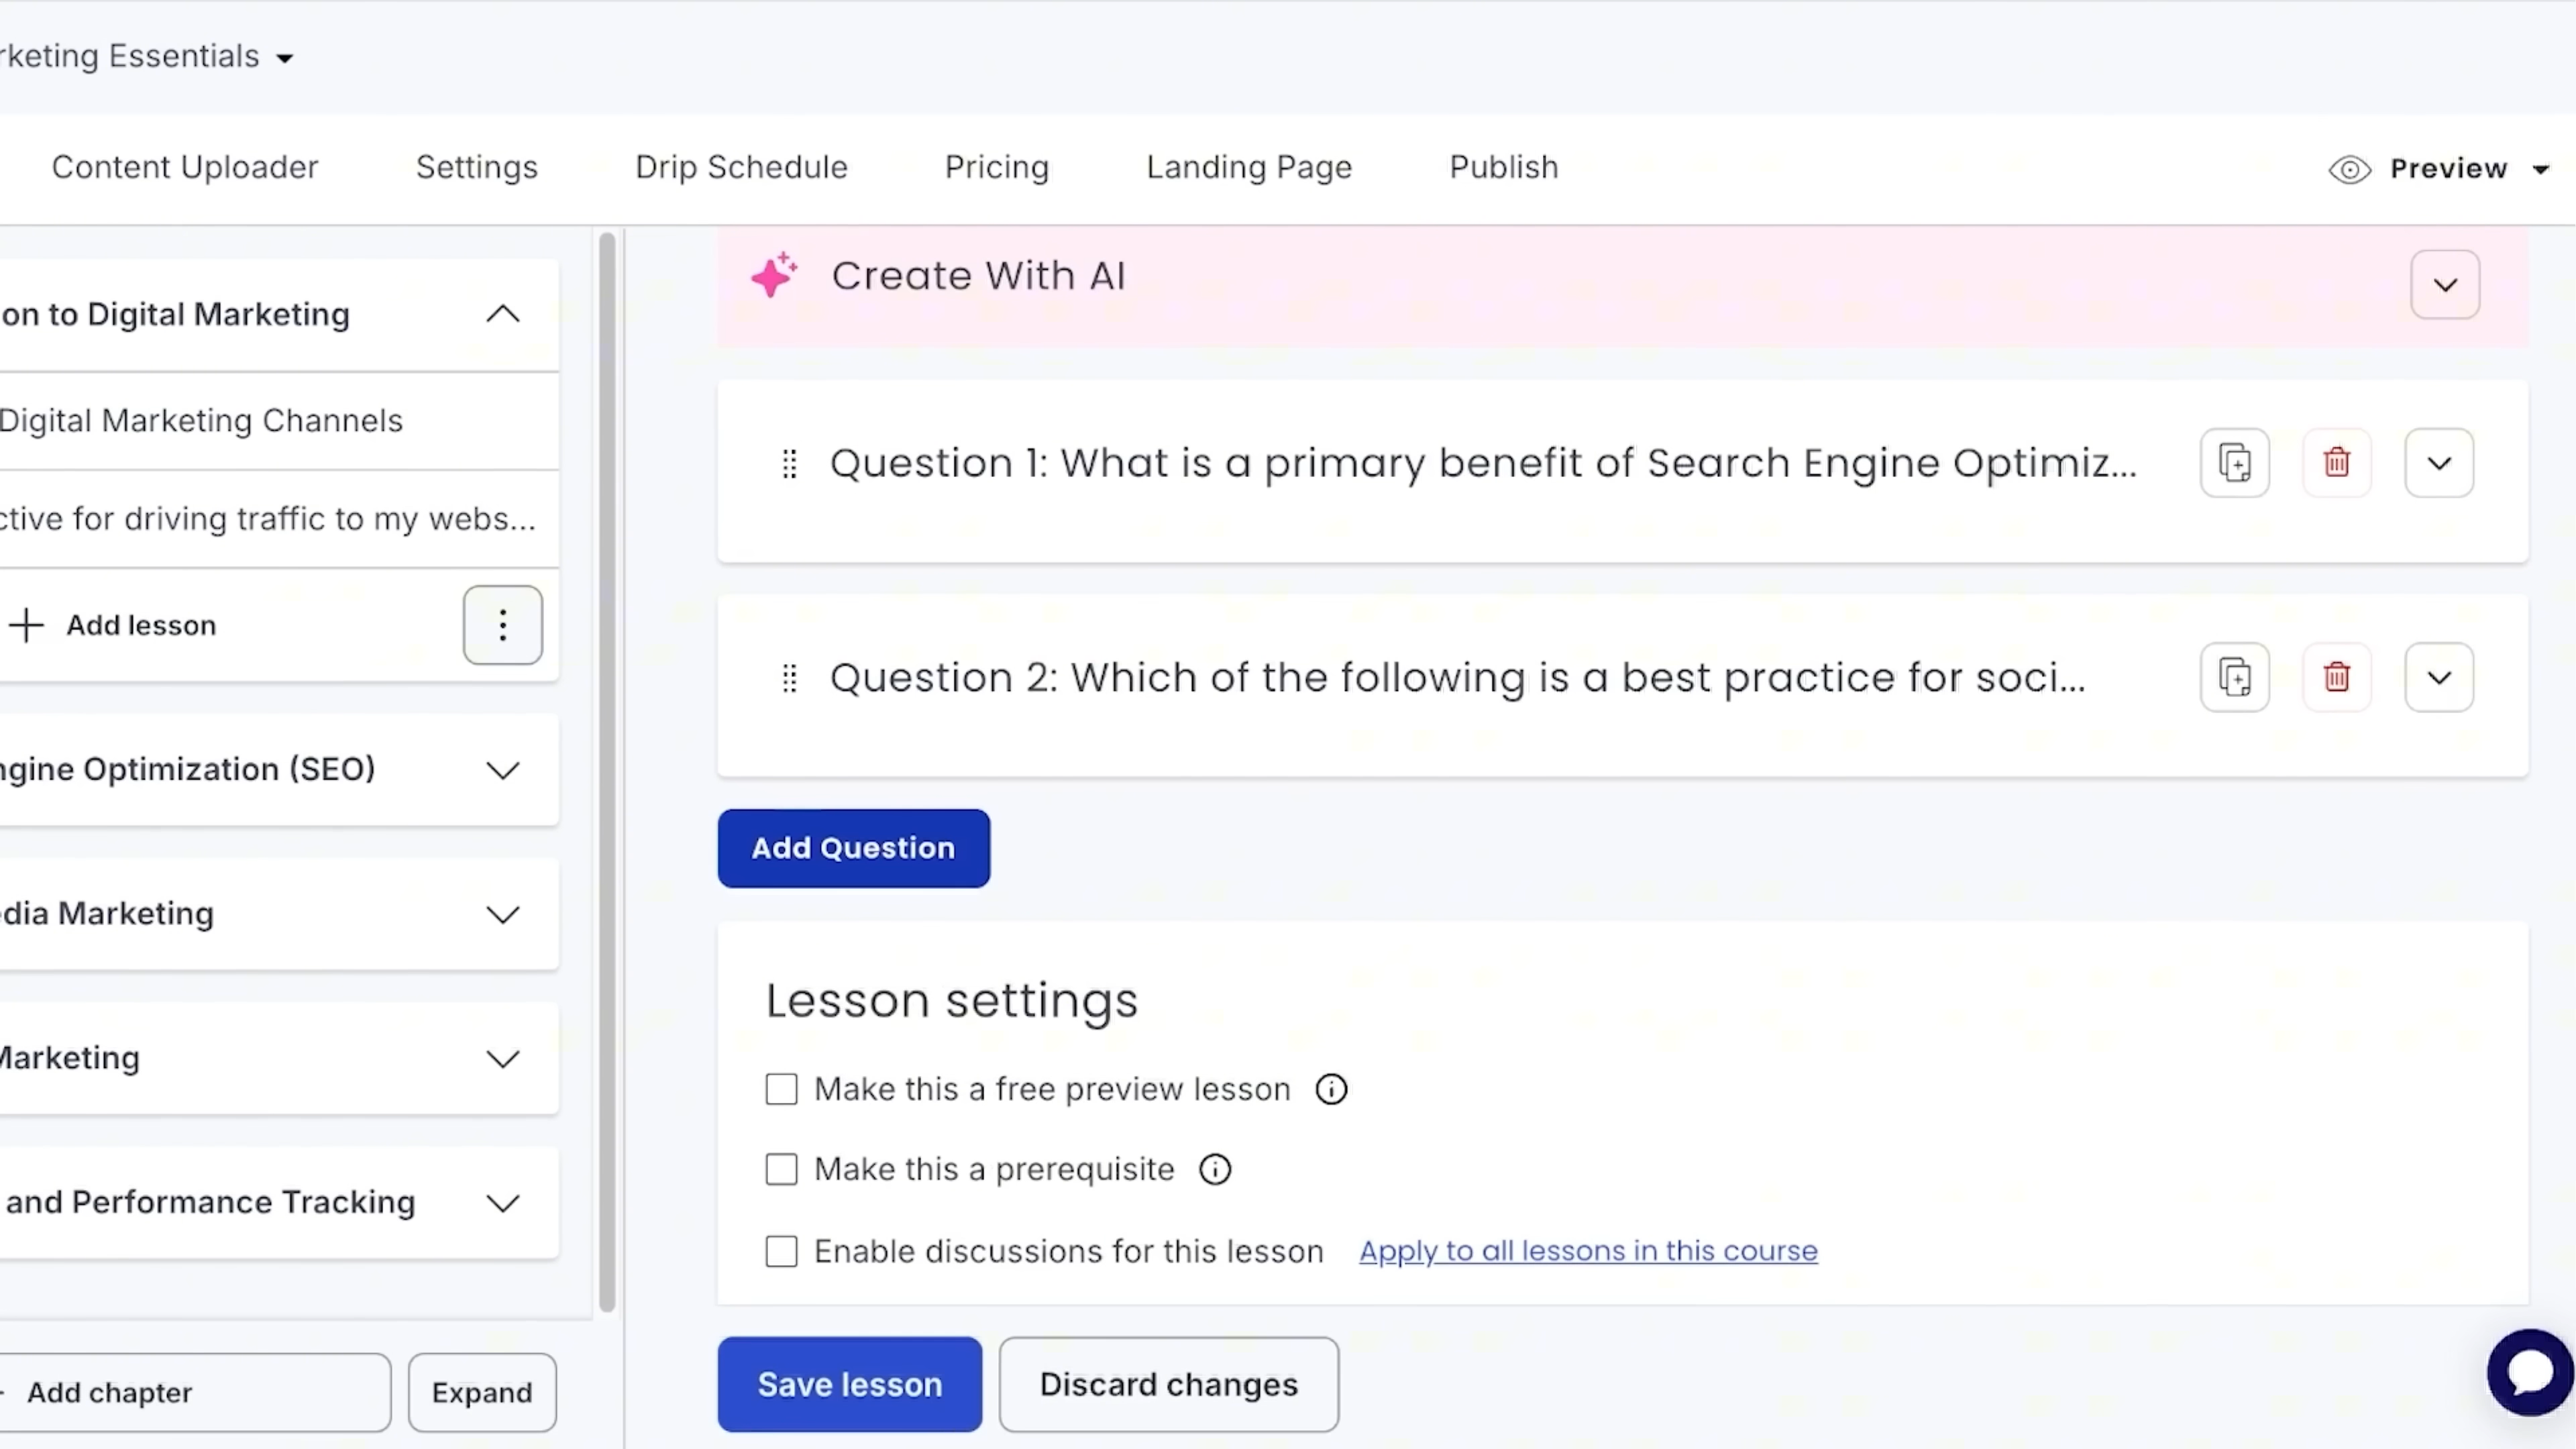 rketing Essentials
Content Uploader Settings Drip Schedule Pricing Landing Page Publish Preview
on to Digital Marketing
Digital Marketing Channels
ctive for driving traffic to my webs...
Add lesson
ngine Optimization (SEO)
edia Marketing
Marketing
and Performance Tracking
Add chapter
Expand
Create With AI
Question 1: What is a primary benefit of Search Engine Optimiz...
Question 2: Which of the following is a best practice for soci...
Add Question
Lesson settings
Make this a free preview lesson
Make this a prerequisite
Enable discussions for this lesson Apply to all lessons in this course
Save lesson
Discard changes